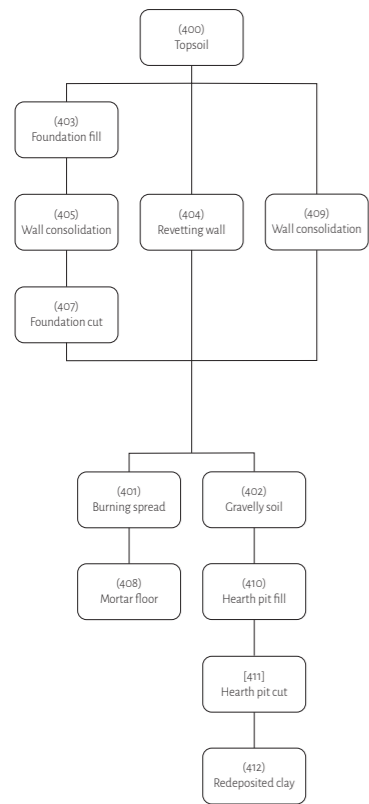 (400)
Topsoil
(403)
Foundation fill
(405)
Wall consolidation
(404)
Revetting wall
(409)
Wall consolidation
(407)
Foundation cut
(401)
Burning spread
(402)
Gravelly soil
(408)
Mortar floor
(410)
Hearth pit fill
[411]
Hearth pit cut
(412)
Redeposited clay